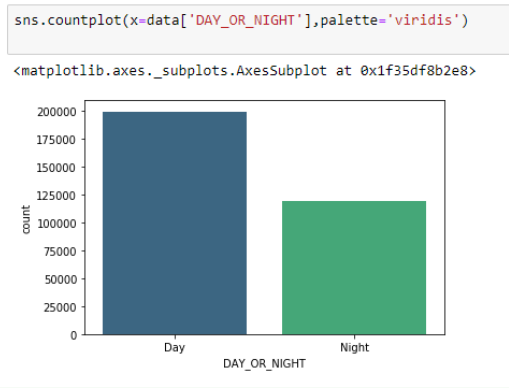 sns.countplot(x=data['DAY_OR_NIGHT'],palette='viridis')
<matplotlib.axes._subplots.AxesSubplot at 0x1f35df8b2e8>
200000
175000
150000
125000
100000
75000
50000
25000
0
count
Day Night
DAY_OR_NIGHT